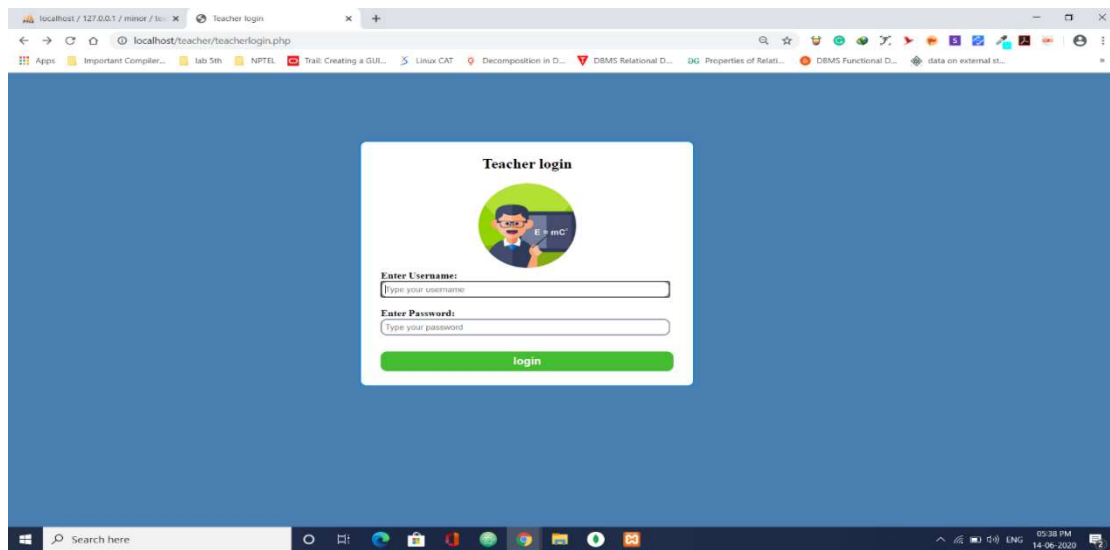 localhost / 127.0.0.1 / minor / te
Teacher login
localhost/teacher/teacherlogin.php
Apps
Important Compiler...
lab 5th
NPTEL
Trail: Creating a GUI...
Linux CAT
Decomposition in D...
DBMS Relational D...
DG Properties of Relati...
DBMS Functional D...
data on external st...
Teacher login
E = mC²
Enter Username:
Type your username
Enter Password:
Type your password
login
Search here
ENG
05:38 PM
14-06-2020